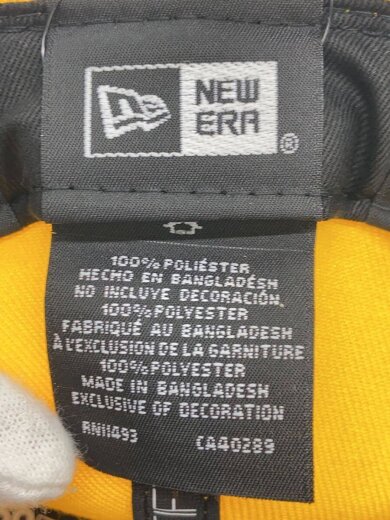 NEW
ERA
®
100% POLIÉSTER
HECHO EN BANGLADÉSH
NO INCLUYE DECORACIÓN.
100% POLYESTER
FABRIQUÉ AU BANGLADESH
À L'EXCLUSION DE LA GARNITURE
100% POLYESTER
MADE IN BANGLADESH
EXCLUSIVE OF DECORATION
RN11493 CA40289